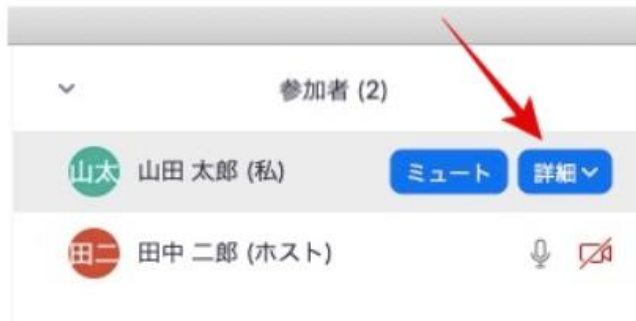 参加者 (2)
山太 山田 太郎 (私) ミュート 詳細
田二 田中 二郎 (ホスト)